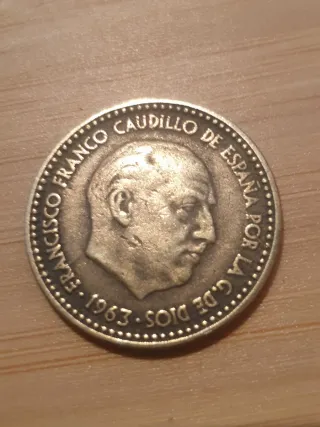 FRANCISCO FRANCO CAUDILLO DE ESPAÑA POR LA G. DE DIOS · 1963 ·